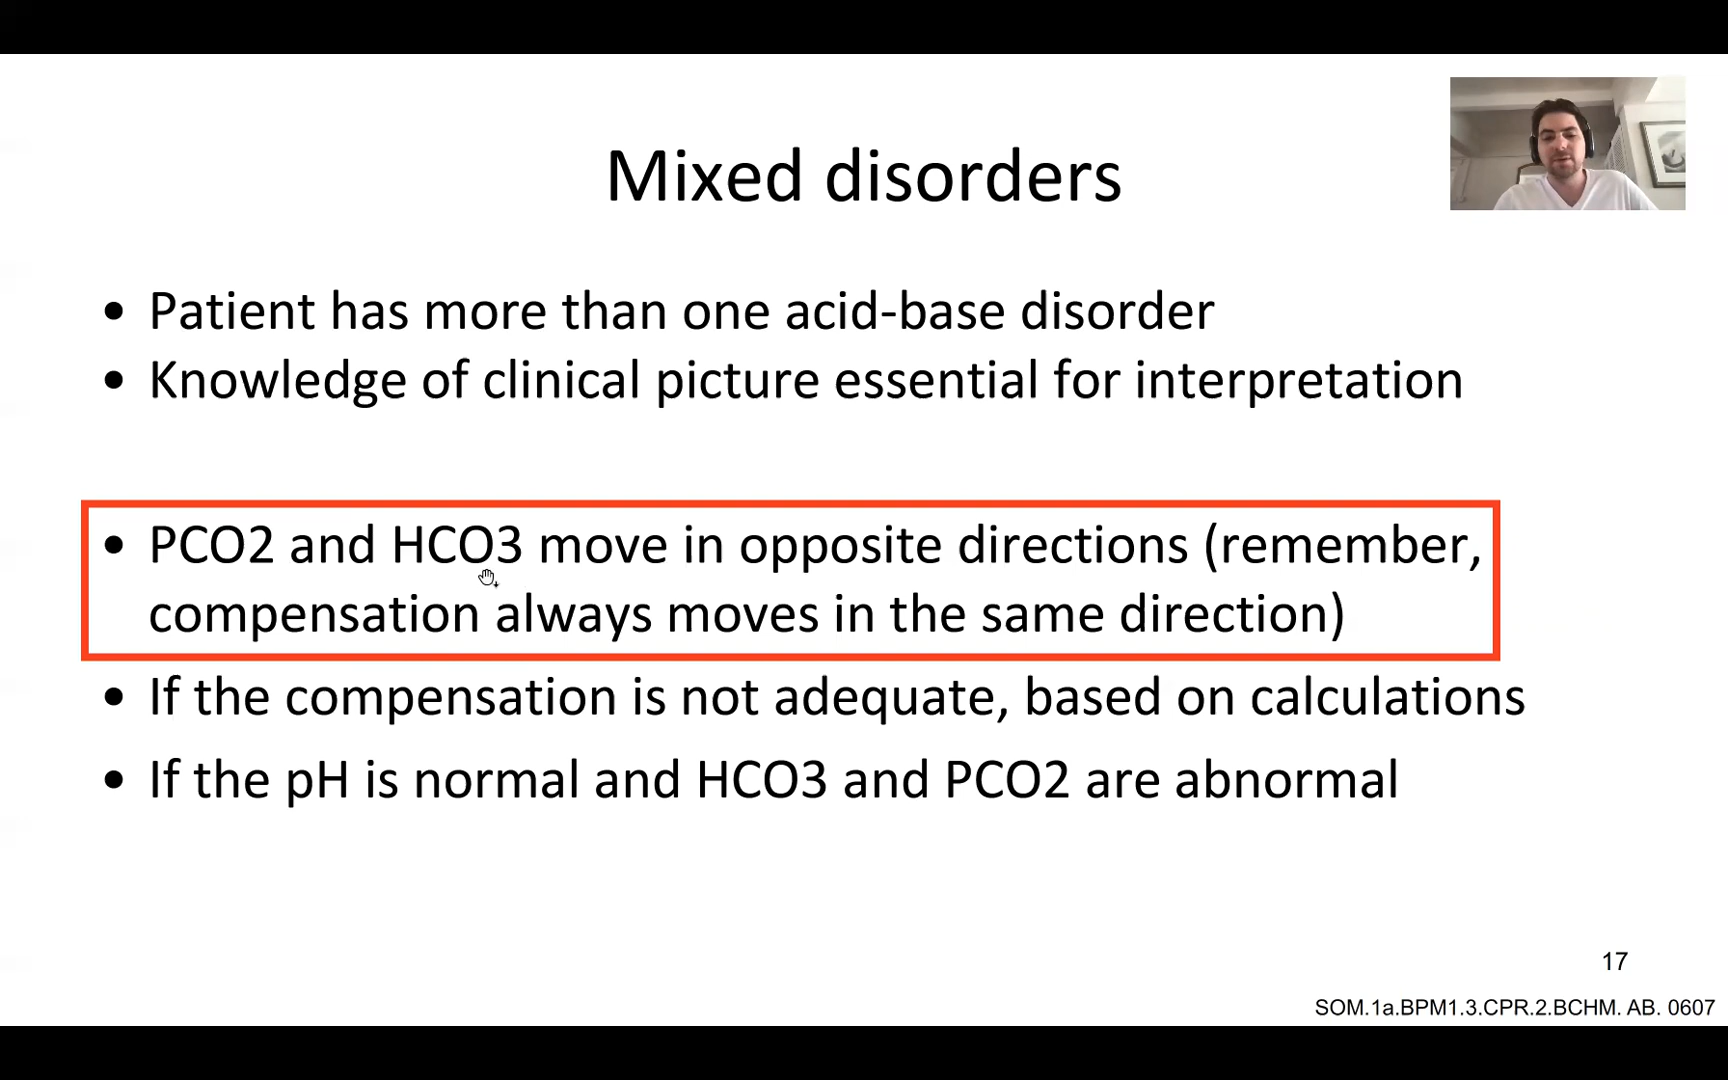 Mixed disorders
• Patient has more than one acid-base disorder
• Knowledge of clinical picture essential for interpretation
• PCO2 and HCO3 move in opposite directions (remember,
compensation always moves in the same direction)
• If the compensation is not adequate, based on calculations
• If the pH is normal and HCO3 and PCO2 are abnormal
17
SOM.1a.BPM1.3.CPR.2.BCHM. AB. 0607